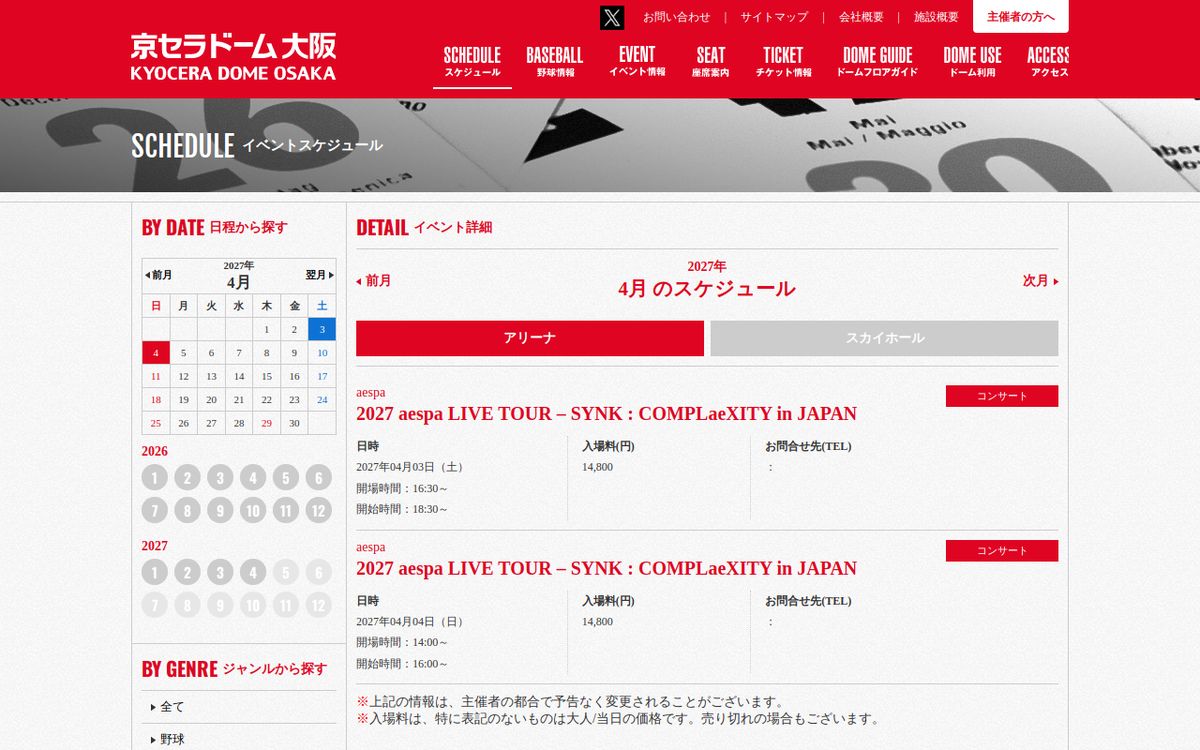 お問い合わせ | サイトマップ | 会社概要 | 施設概要 主催者の方へ
京セラドーム 大阪
KYOCERA DOME OSAKA
SCHEDULE BASEBALL EVENT SEAT TICKET DOME GUIDE DOME USE ACCESS
スケジュール 野球情報 イベント情報 座席案内 チケット情報 ドームフロアガイド ドーム利用 アクセス
Mai
Mai / Maggio
26
SCHEDULE イベントスケジュール
BY DATE 日程から探す
前月 2027年 翌月
4月
日 月 火 水 木 金 土
1 2 3
4 5 6 7 8 9 10
11 12 13 14 15 16 17
18 19 20 21 22 23 24
25 26 27 28 29 30
2026
1 2 3 4 5 6
7 8 9 10 11 12
2027
1 2 3 4 5 6
7 8 9 10 11 12
BY GENRE ジャンルから探す
全て
野球
DETAIL イベント詳細
前月 2027年 次月
4月 のスケジュール
アリーナ スカイホール
aespa コンサート
2027 aespa LIVE TOUR – SYNK : COMPLaeXITY in JAPAN
日時 入場料(円) お問合せ先(TEL)
2027年04月03日（土） 14,800 ：
開場時間：16:30～
開始時間：18:30～
aespa コンサート
2027 aespa LIVE TOUR – SYNK : COMPLaeXITY in JAPAN
日時 入場料(円) お問合せ先(TEL)
2027年04月04日（日） 14,800 ：
開場時間：14:00～
開始時間：16:00～
※上記の情報は、主催者の都合で予告なく変更されることがございます。
※入場料は、特に表記のないものは大人/当日の価格です。売り切れの場合もございます。